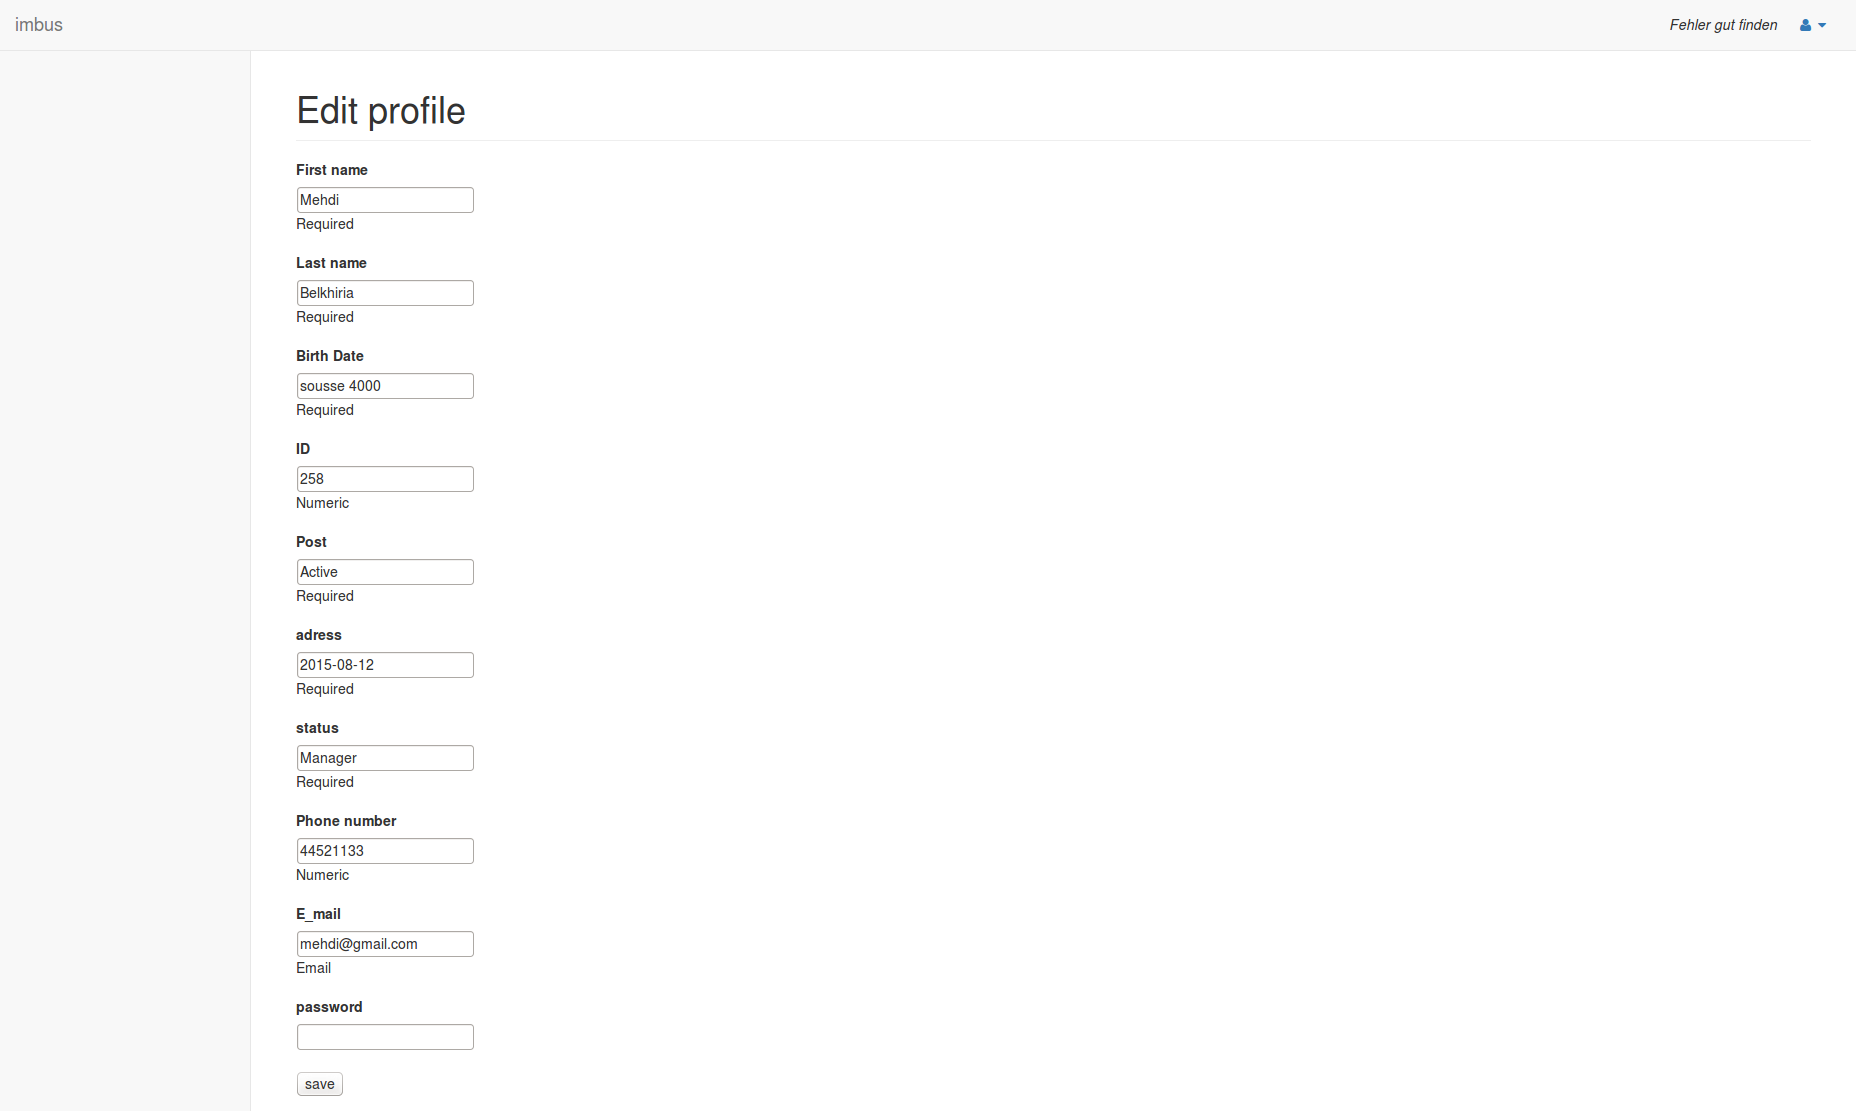 imbus
Fehler gut finden
Edit profile
First name
Mehdi
Required
Last name
Belkhiria
Required
Birth Date
sousse 4000
Required
ID
258
Numeric
Post
Active
Required
adress
2015-08-12
Required
status
Manager
Required
Phone number
44521133
Numeric
E_mail
mehdi@gmail.com
Email
password
save